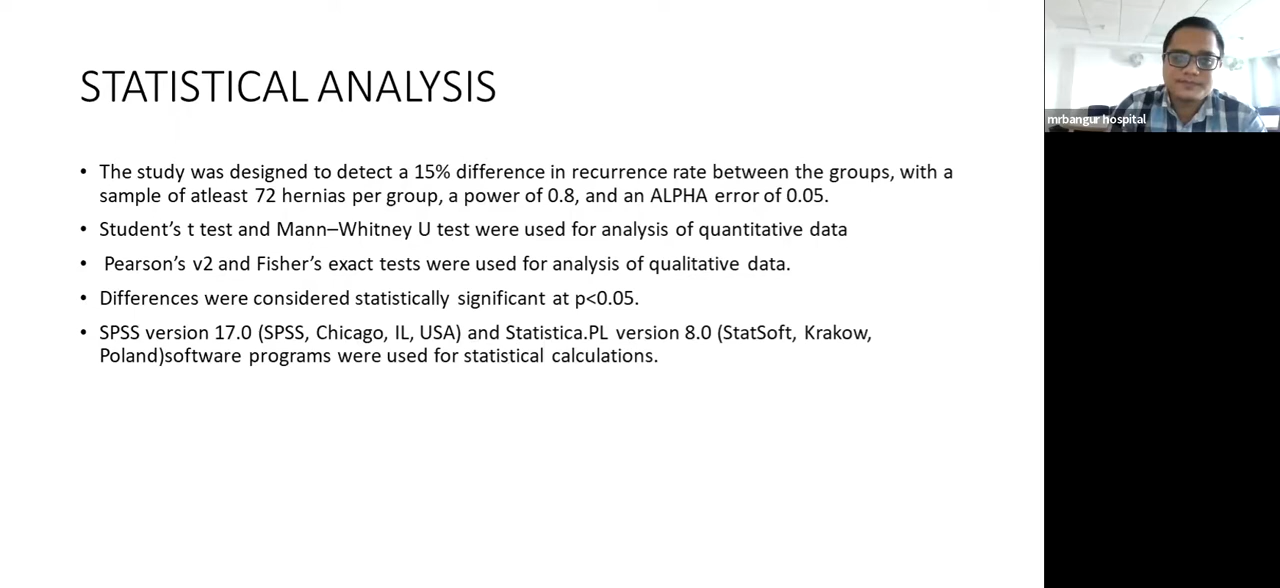 STATISTICAL ANALYSIS
• The study was designed to detect a 15% difference in recurrence rate between the groups, with a
sample of atleast 72 hernias per group, a power of 0.8, and an ALPHA error of 0.05.
• Student’s t test and Mann–Whitney U test were used for analysis of quantitative data
• Pearson’s v2 and Fisher’s exact tests were used for analysis of qualitative data.
• Differences were considered statistically significant at p<0.05.
• SPSS version 17.0 (SPSS, Chicago, IL, USA) and Statistica.PL version 8.0 (StatSoft, Krakow,
Poland)software programs were used for statistical calculations.
mrbangur hospital